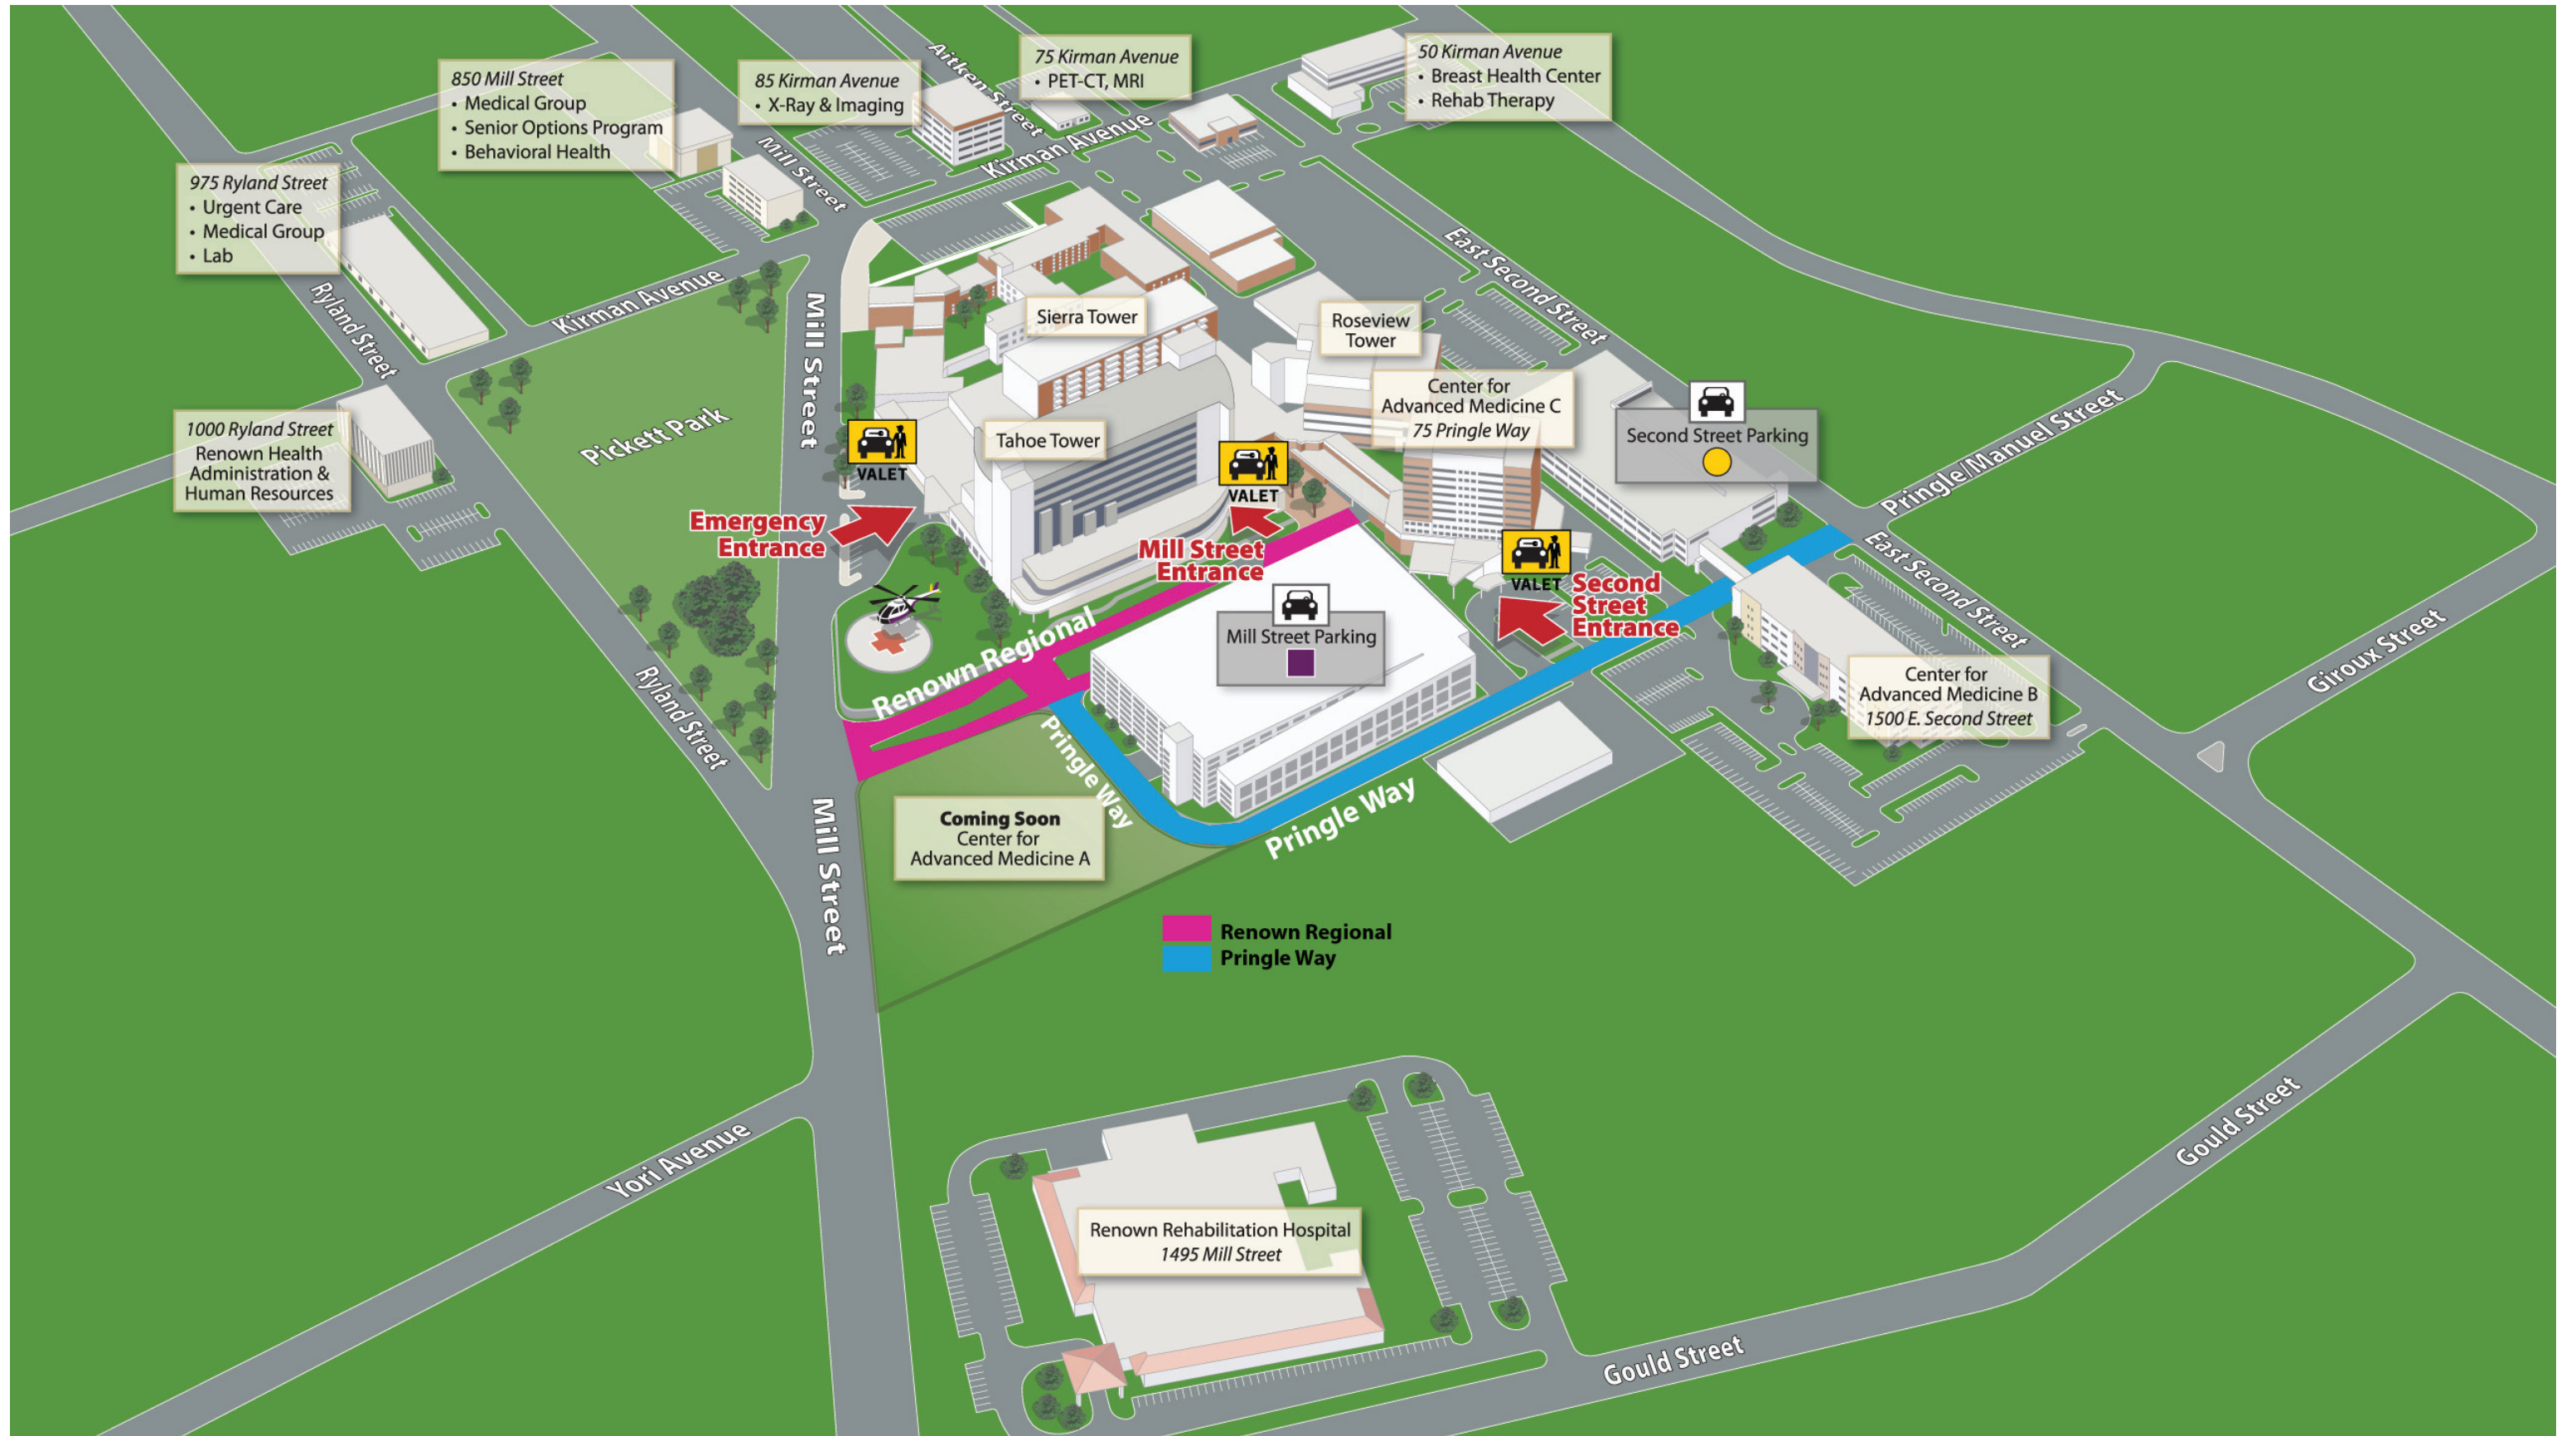 Aitken Street
75 Kirman Avenue
• PET-CT, MRI
50 Kirman Avenue
• Breast Health Center
• Rehab Therapy
850 Mill Street
• Medical Group
• Senior Options Program
• Behavioral Health
85 Kirman Avenue
• X-Ray & Imaging
Kirman Avenue
Mill Street
975 Ryland Street
• Urgent Care
• Medical Group
• Lab
Ryland Street
Kirman Avenue
Mill Street
East Second Street
Sierra Tower
Roseview
Tower
Center for
Advanced Medicine C
75 Pringle Way
Second Street Parking
Pringle/Manuel Street
1000 Ryland Street
Renown Health
Administration &
Human Resources
Pickett Park
Tahoe Tower
VALET
VALET
VALET
Emergency
Entrance
Mill Street
Entrance
Second
Street
Entrance
East Second Street
Giroux Street
Mill Street Parking
Renown Regional
Ryland Street
Pringle Way
Pringle Way
Center for
Advanced Medicine B
1500 E. Second Street
Coming Soon
Center for
Advanced Medicine A
Mill Street
Renown Regional
Pringle Way
Yori Avenue
Gould Street
Renown Rehabilitation Hospital
1495 Mill Street
Gould Street